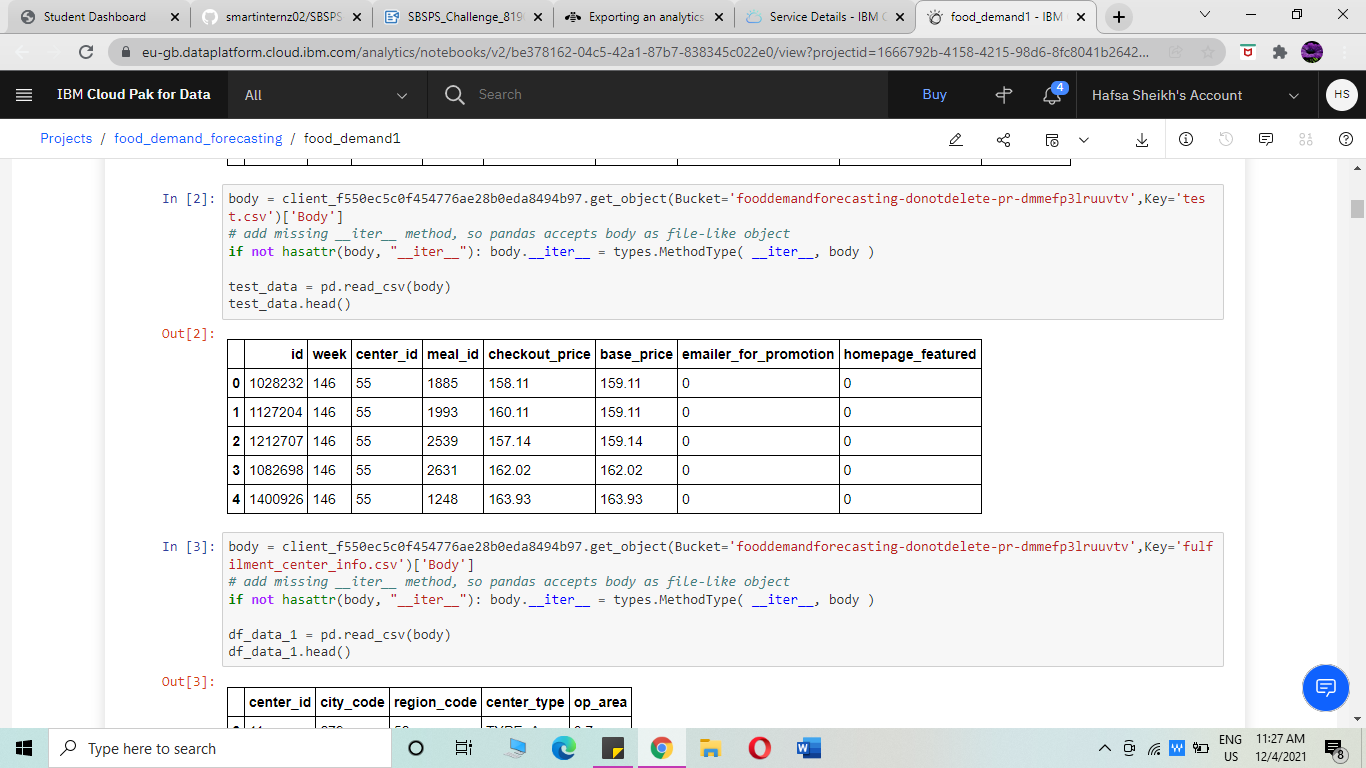 Student Dashboard
smartinternz02/SBSPS
SBSPS_Challenge_819
Exporting an analytics
Service Details - IBM C
food_demand1 - IBM
eu-gb.dataplatform.cloud.ibm.com/analytics/notebooks/v2/be378162-04c5-42a1-87b7-838345c022e0/view?projectid=1666792b-4158-4215-98d6-8fc8041b2642...
IBM Cloud Pak for Data
All
Search
Buy
4
Hafsa Sheikh's Account
HS
Projects / food_demand_forecasting / food_demand1
In [2]:
body = client_f550ec5c0f454776ae28b0eda8494b97.get_object(Bucket='fooddemandforecasting-donotdelete-pr-dmmefp3lruuvtv',Key='tes
t.csv')['Body']
# add missing __iter__ method, so pandas accepts body as file-like object
if not hasattr(body, "__iter__"): body.__iter__ = types.MethodType( __iter__, body )
test_data = pd.read_csv(body)
test_data.head()
Out[2]:
id week center_id meal_id checkout_price base_price emailer_for_promotion homepage_featured
0 1028232 146 55 1885 158.11 159.11 0 0
1 1127204 146 55 1993 160.11 159.11 0 0
2 1212707 146 55 2539 157.14 159.14 0 0
3 1082698 146 55 2631 162.02 162.02 0 0
4 1400926 146 55 1248 163.93 163.93 0 0
In [3]:
body = client_f550ec5c0f454776ae28b0eda8494b97.get_object(Bucket='fooddemandforecasting-donotdelete-pr-dmmefp3lruuvtv',Key='fulf
ilment_center_info.csv')['Body']
# add missing __iter__ method, so pandas accepts body as file-like object
if not hasattr(body, "__iter__"): body.__iter__ = types.MethodType( __iter__, body )
df_data_1 = pd.read_csv(body)
df_data_1.head()
Out[3]:
center_id city_code region_code center_type op_area
Type here to search
ENG
US
11:27 AM
12/4/2021
8